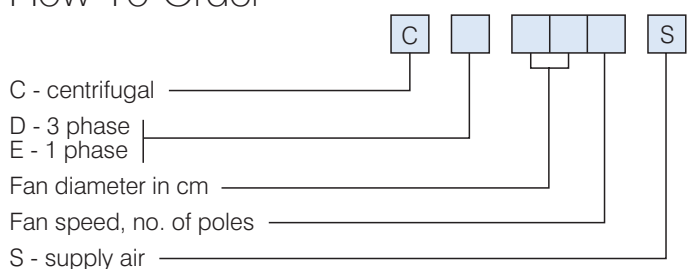 How To Order
C S
C - centrifugal
D - 3 phase
E - 1 phase
Fan diameter in cm
Fan speed, no. of poles
S - supply air